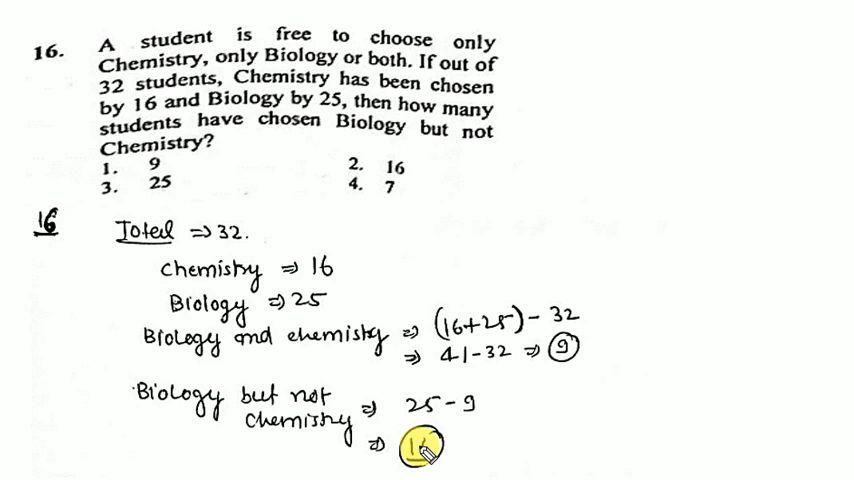 16. A student is free to choose only
Chemistry, only Biology or both. If out of
32 students, Chemistry has been chosen
by 16 and Biology by 25, then how many
students have chosen Biology but not
Chemistry?
1. 9 2. 16
3. 25 4. 7
16 Total ⇒ 32.
Chemistry ⇒ 16
Biology ⇒ 25
Biology and chemistry ⇒ (16+25) - 32
⇒ 41-32 ⇒ 9
Biology but not
chemistry ⇒ 25-9
⇒